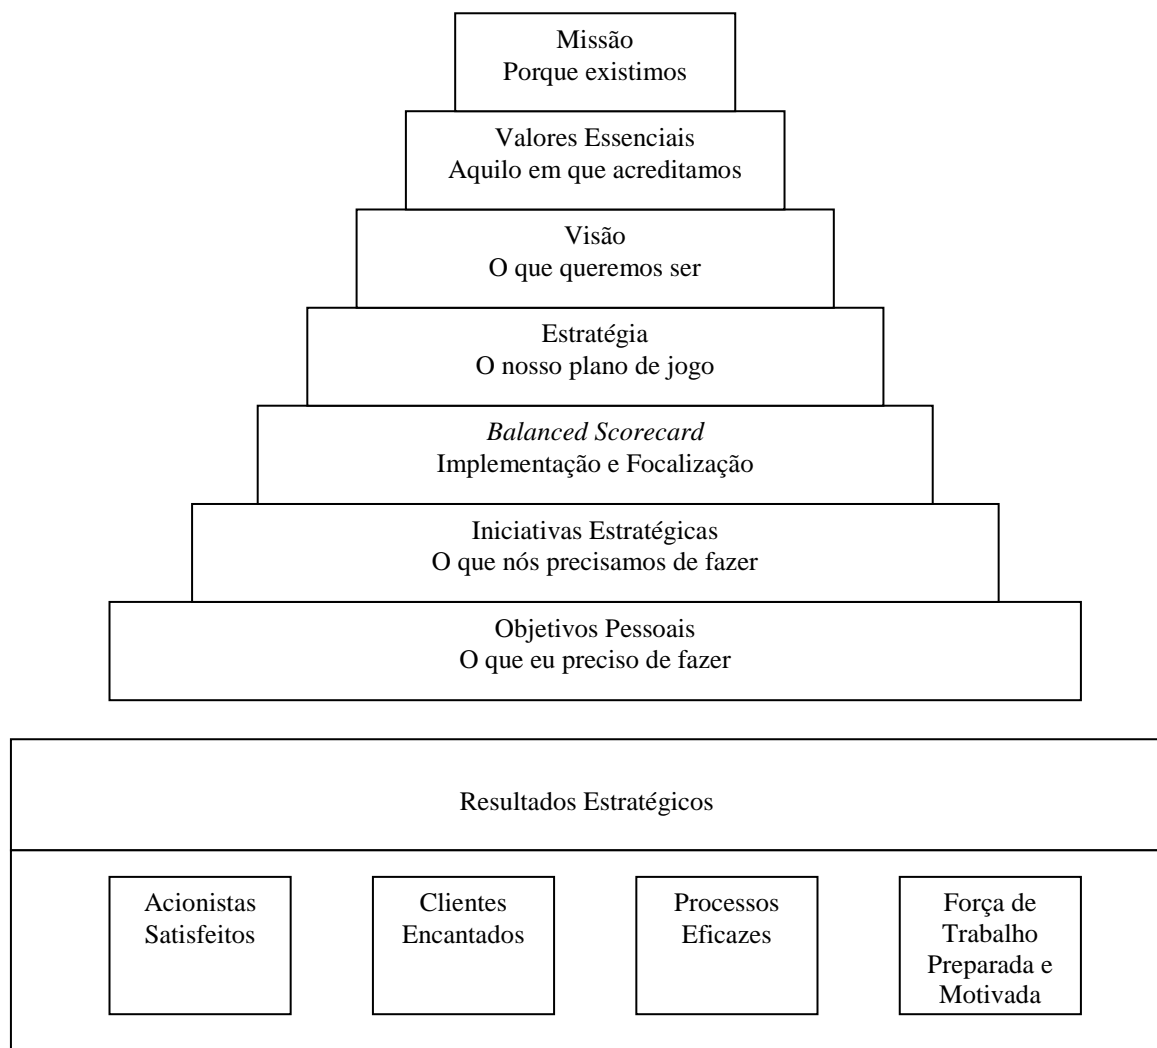 Missão
Porque existimos
Valores Essenciais
Aquilo em que acreditamos
Visão
O que queremos ser
Estratégia
O nosso plano de jogo
Balanced Scorecard
Implementação e Focalização
Iniciativas Estratégicas
O que nós precisamos de fazer
Objetivos Pessoais
O que eu preciso de fazer
Resultados Estratégicos
Acionistas
Satisfeitos
Clientes
Encantados
Processos
Eficazes
Força de
Trabalho
Preparada e
Motivada